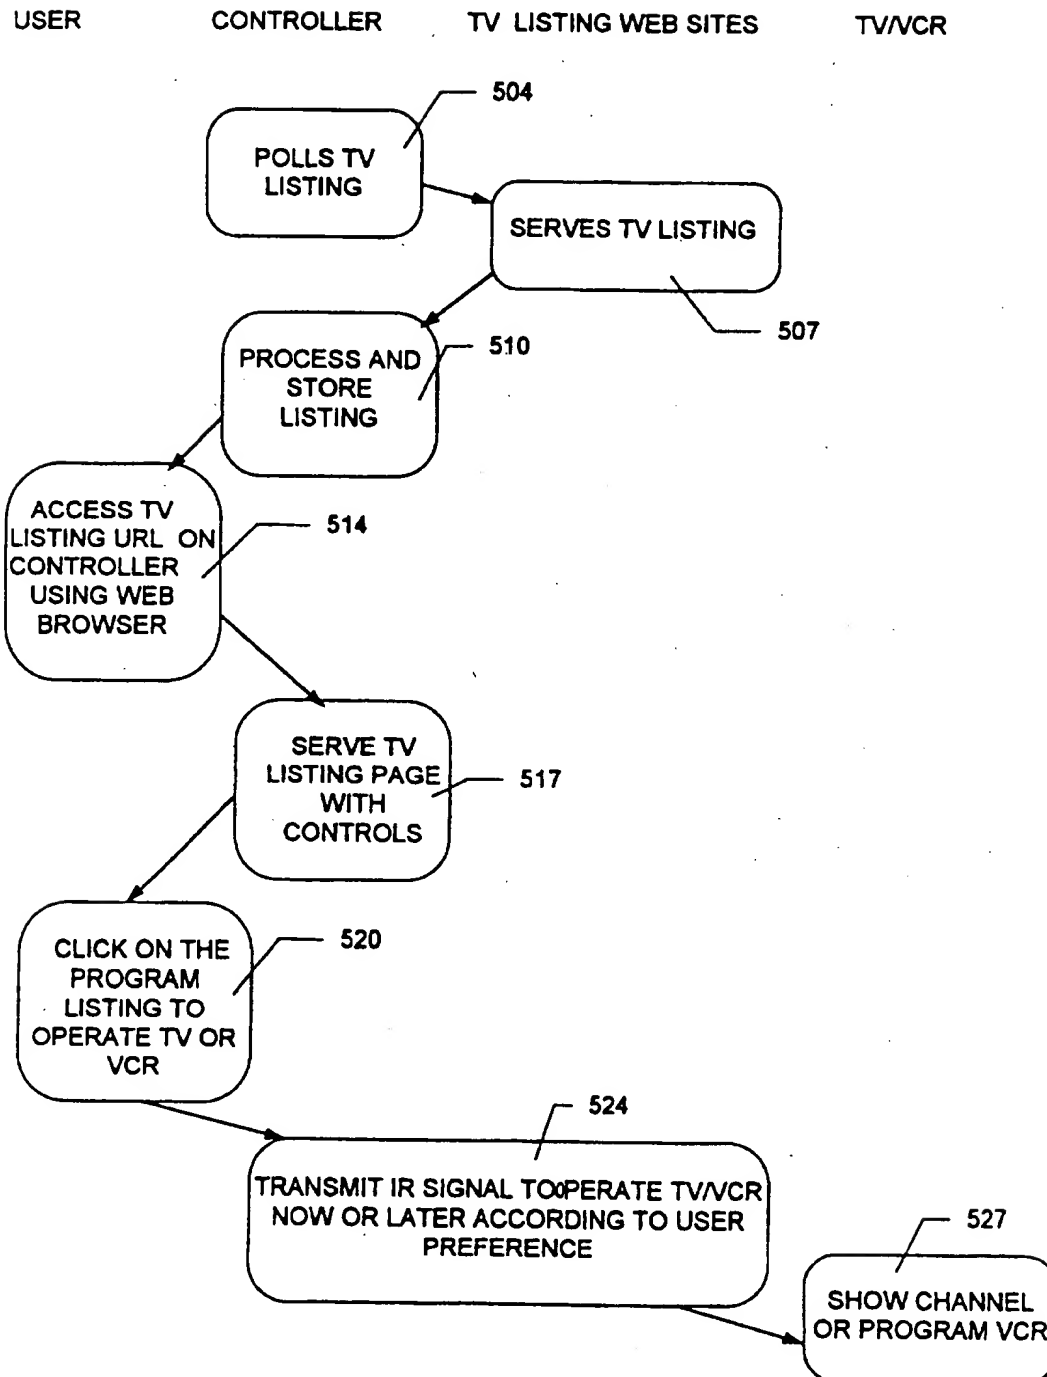 USER CONTROLLER TV LISTING WEB SITES TV/VCR
504
POLLS TV
LISTING
SERVES TV LISTING
507
PROCESS AND
STORE
LISTING
510
ACCESS TV
LISTING URL ON
CONTROLLER
USING WEB
BROWSER
514
SERVE TV
LISTING PAGE
WITH
CONTROLS
517
CLICK ON THE
PROGRAM
LISTING TO
OPERATE TV OR
VCR
520
524
TRANSMIT IR SIGNAL TO OPERATE TV/VCR
NOW OR LATER ACCORDING TO USER
PREFERENCE
527
SHOW CHANNEL
OR PROGRAM VCR